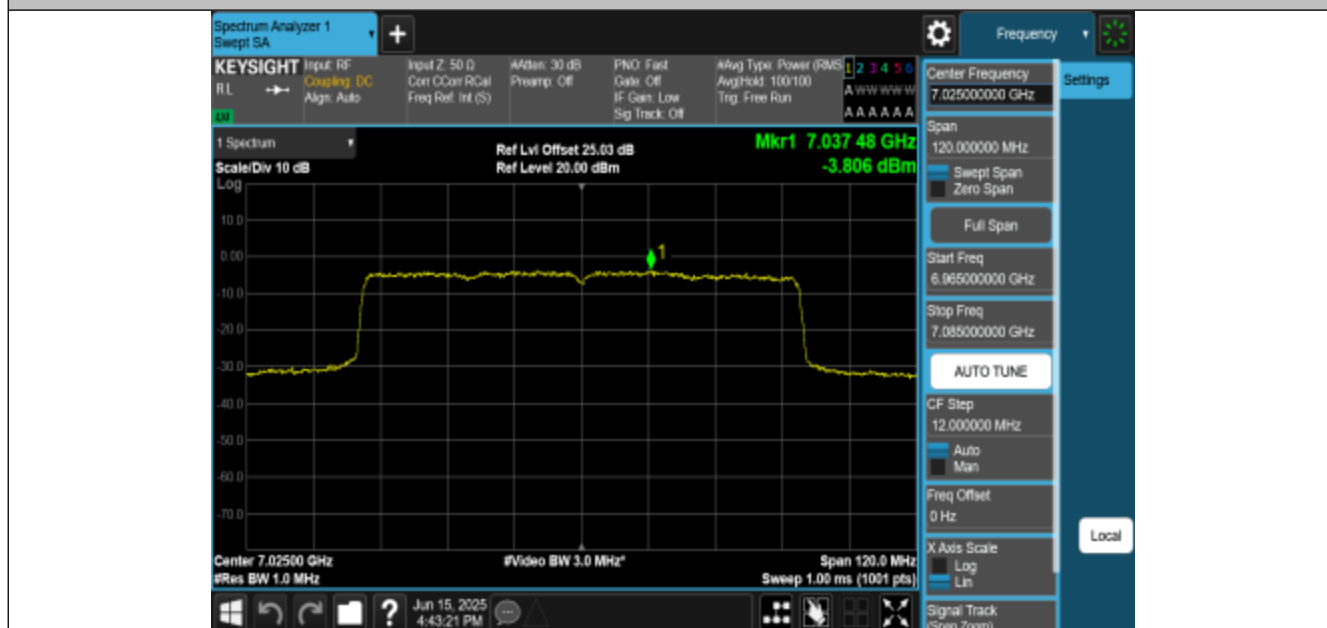 Spectrum Analyzer 1
Swept SA
+
Frequency
KEYSIGHT
RL
Input: RF
Coupling: DC
Align: Auto
Input Z: 50 Ω
Corr CCorr RCal
Freq Ref: Int (S)
#Atten: 30 dB
Preamp: Off
PNO: Fast
Gate: Off
IF Gain: Low
Sig Track: Off
#Avg Type: Power (RMS
Avg|Hold: 100/100
Trig: Free Run
1 2 3 4 5 6
A W W W W W
A A A A A A
1 Spectrum
Scale/Div 10 dB
Log
Ref Lvl Offset 25.03 dB
Ref Level 20.00 dBm
Mkr1 7.037 48 GHz
-3.806 dBm
10.0
0.00
-10.0
-20.0
-30.0
-40.0
-50.0
-60.0
-70.0
1
Center 7.02500 GHz
#Res BW 1.0 MHz
#Video BW 3.0 MHz*
Span 120.0 MHz
Sweep 1.00 ms (1001 pts)
Center Frequency
7.025000000 GHz
Settings
Span
120.000000 MHz
Swept Span
Zero Span
Full Span
Start Freq
6.965000000 GHz
Stop Freq
7.085000000 GHz
AUTO TUNE
CF Step
12.000000 MHz
Auto
Man
Freq Offset
0 Hz
X Axis Scale
Log
Lin
Local
Signal Track
(Span Zoom)
?
Jun 15, 2025
4:43:21 PM